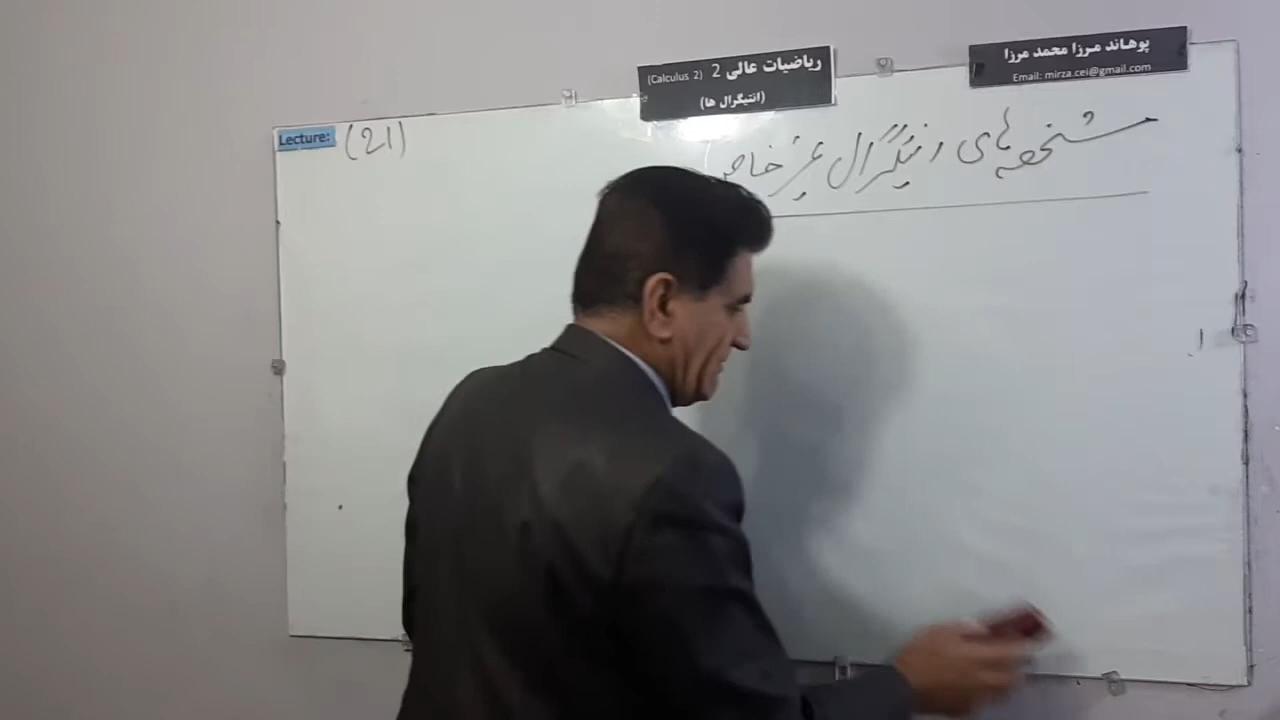 پوهاند مرزا محمد مرزا
Email: mirza.cei@gmail.com
ریاضیات عالی 2 (Calculus 2)
(انتیگرال ها)
Lecture: (21)
مشخصه های انتیگرال غیر خاص